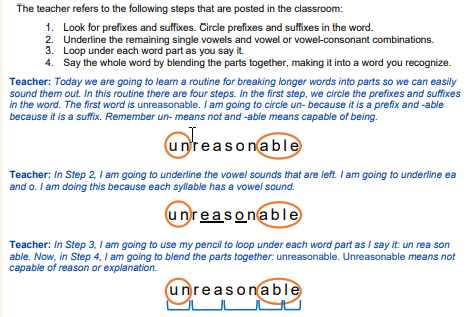 The teacher refers to the following steps that are posted in the classroom:
1. Look for prefixes and suffixes. Circle prefixes and suffixes in the word.
2. Underline the remaining single vowels and vowel or vowel-consonant combinations.
3. Loop under each word part as you say it.
4. Say the whole word by blending the parts together, making it into a word you recognize.
Teacher: Today we are going to learn a routine for breaking longer words into parts so we can easily
sound them out. In this routine there are four steps. In the first step, we circle the prefixes and suffixes
in the word. The first word is unreasonable. I am going to circle un- because it is a prefix and -able
because it is a suffix. Remember un- means not and -able means capable of being.
unreasonable
Teacher: In Step 2, I am going to underline the vowel sounds that are left. I am going to underline ea
and o. I am doing this because each syllable has a vowel sound.
unreasonable
Teacher: In Step 3, I am going to use my pencil to loop under each word part as I say it: un rea son
able. Now, in Step 4, I am going to blend the parts together: unreasonable. Unreasonable means not
capable of reason or explanation.
unreasonable